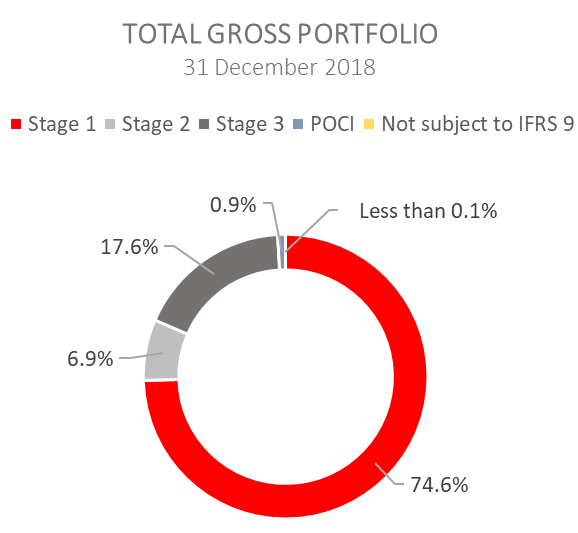 TOTAL GROSS PORTFOLIO
31 December 2018
Stage 1 Stage 2 Stage 3 POCI Not subject to IFRS 9
0.9%
Less than 0.1%
17.6%
6.9%
74.6%